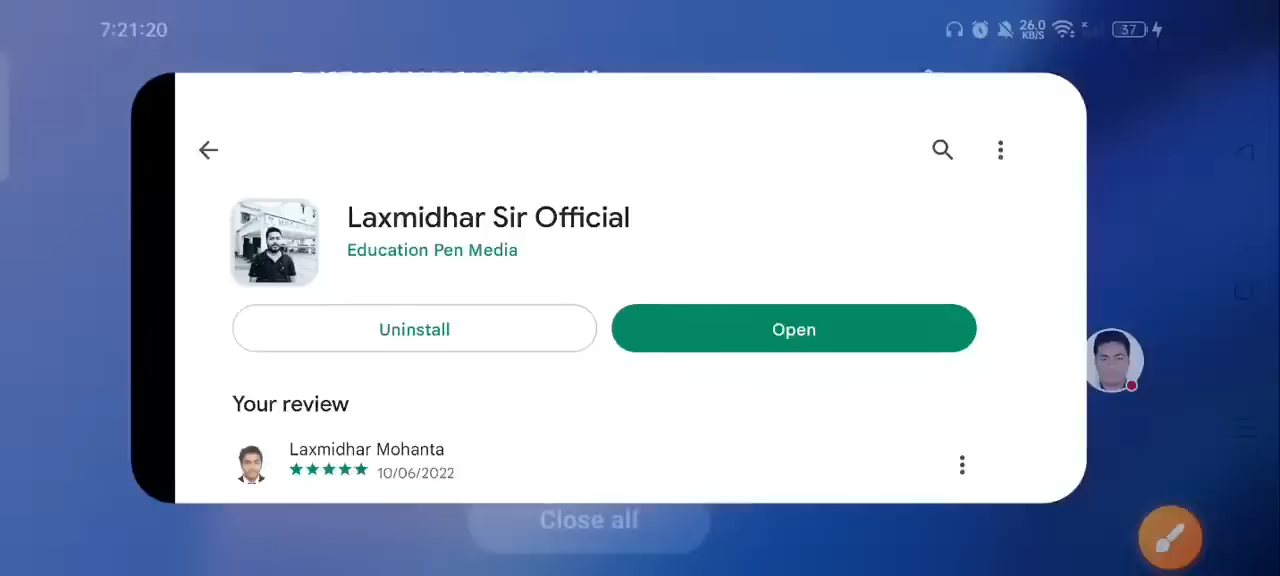 7:21:20
26.0
KB/S
37
Laxmidhar Sir Official
Education Pen Media
Uninstall
Open
Your review
Laxmidhar Mohanta
10/06/2022
Close all